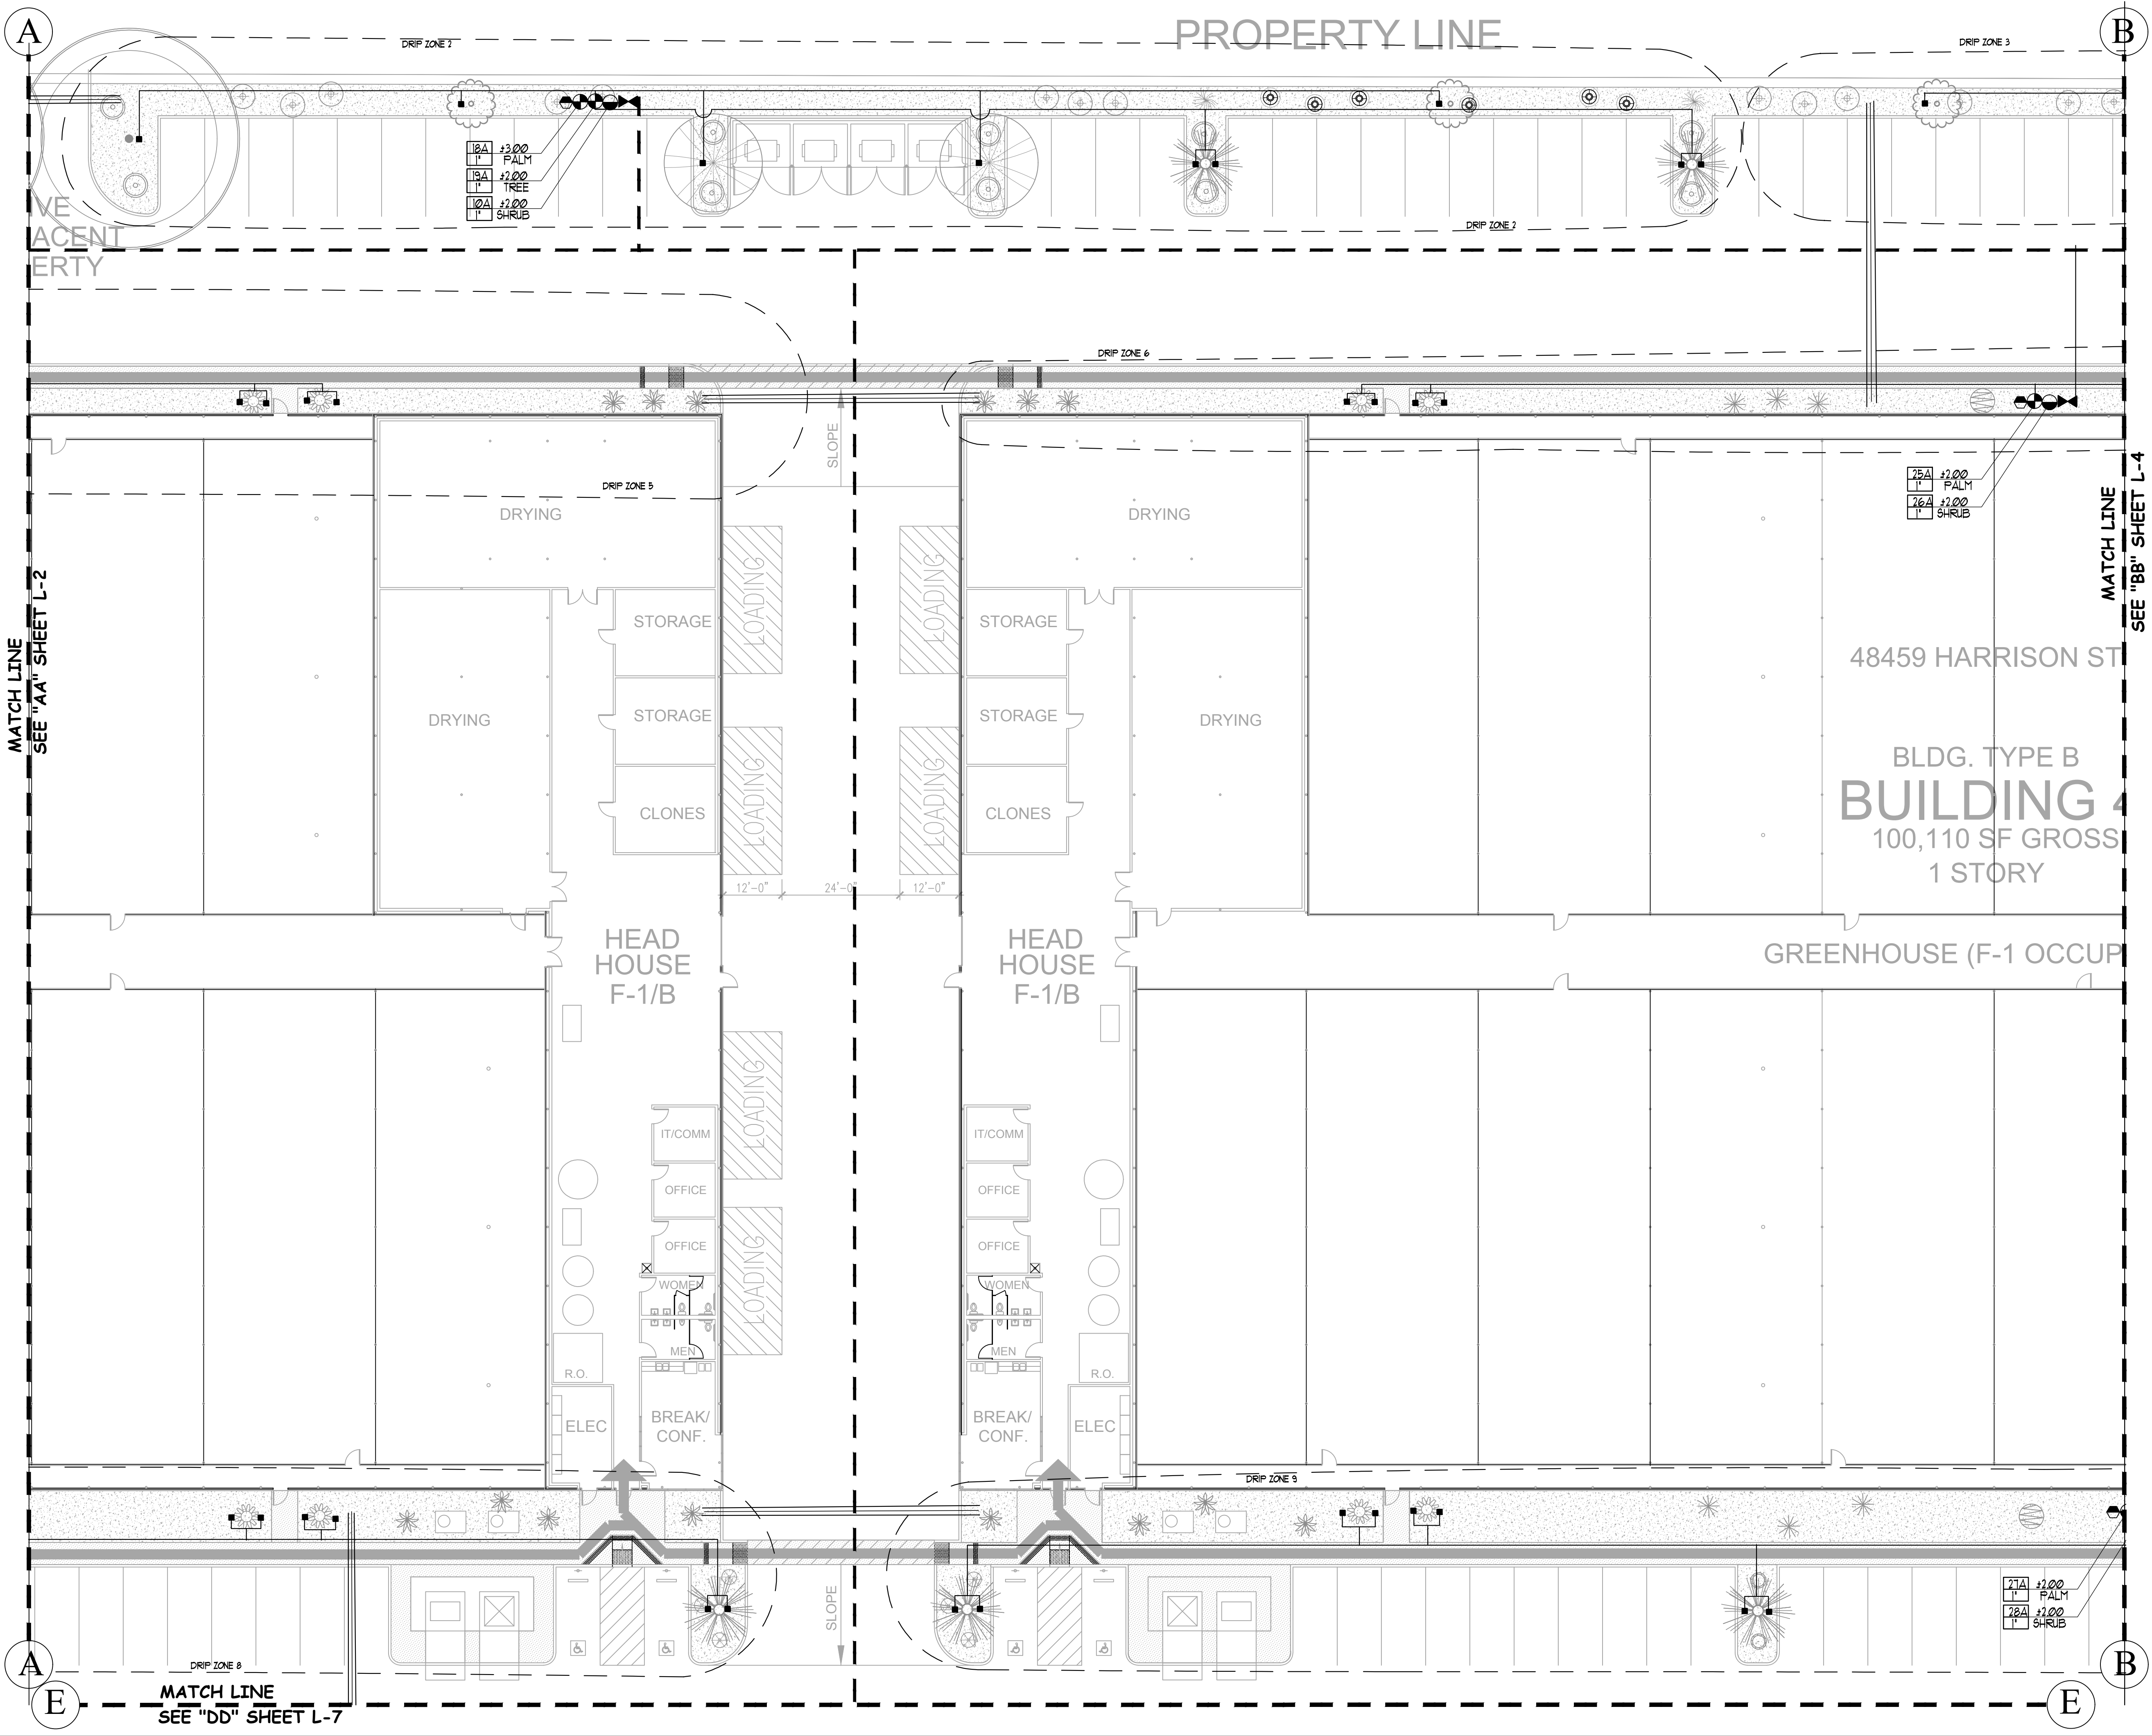 A
PROPERTY LINE
B
DRIP ZONE 2
DRIP ZONE 3
18A ±3.00
1" PALM
19A ±2.00
1" TREE
10A ±2.00
1" SHRUB
IVE
ACENT
ERTY
DRIP ZONE 2
DRIP ZONE 6
SLOPE
DRIP ZONE 5
25A ±2.00
1" PALM
26A ±2.00
1" SHRUB
MATCH LINE
SEE "BB" SHEET L-4
DRYING
DRYING
LOADING
LOADING
STORAGE
STORAGE
MATCH LINE
SEE "AA" SHEET L-2
48459 HARRISON ST
DRYING
STORAGE
STORAGE
DRYING
BLDG. TYPE B
BUILDING 4
100,110 SF GROSS
1 STORY
LOADING
LOADING
CLONES
CLONES
12'-0"
24'-0"
12'-0"
HEAD
HOUSE
F-1/B
HEAD
HOUSE
F-1/B
GREENHOUSE (F-1 OCCUP
LOADING
IT/COMM
IT/COMM
OFFICE
OFFICE
OFFICE
OFFICE
LOADING
WOMEN
WOMEN
MEN
MEN
R.O.
R.O.
ELEC
BREAK/
CONF.
BREAK/
CONF.
ELEC
DRIP ZONE 9
27A ±2.00
1" PALM
28A ±2.00
1" SHRUB
SLOPE
A
DRIP ZONE 8
B
E
MATCH LINE
SEE "DD" SHEET L-7
E